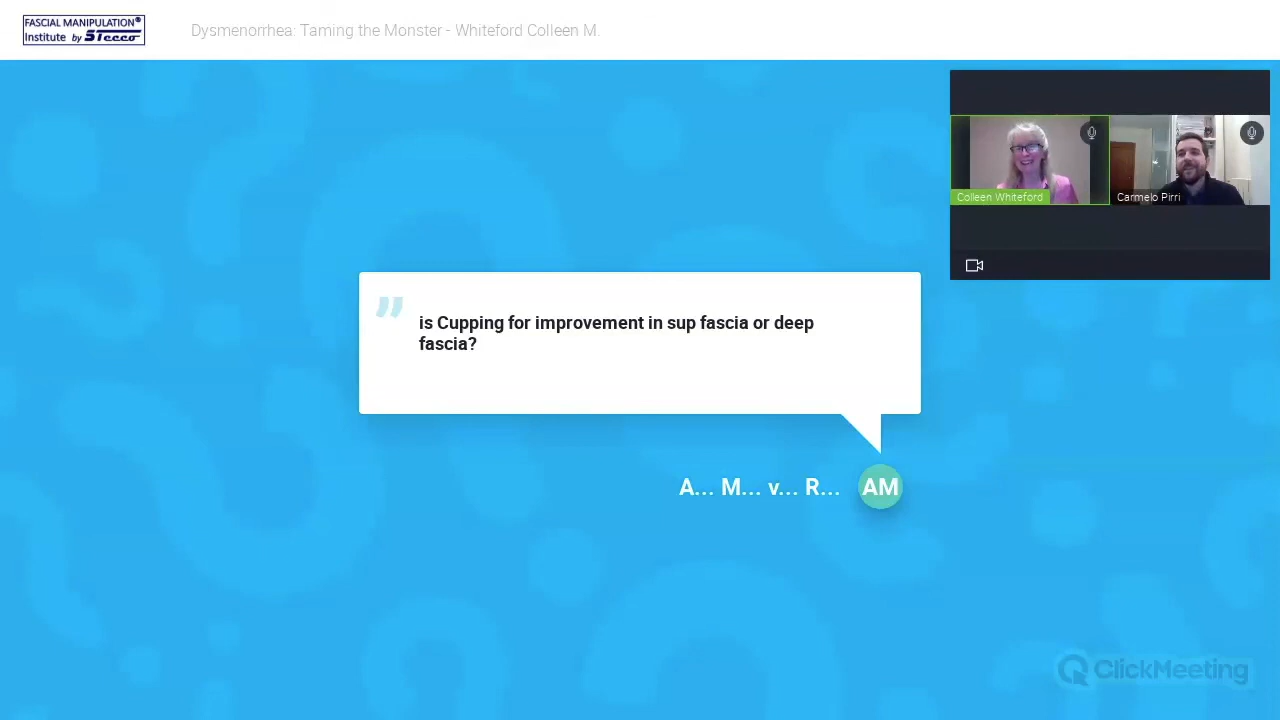 FASCIAL MANIPULATION®
Institute by Stecco
Dysmenorrhea: Taming the Monster - Whiteford Colleen M.
Colleen Whiteford
Carmelo Pirri
is Cupping for improvement in sup fascia or deep
fascia?
A... M... v... R...
AM
ClickMeeting